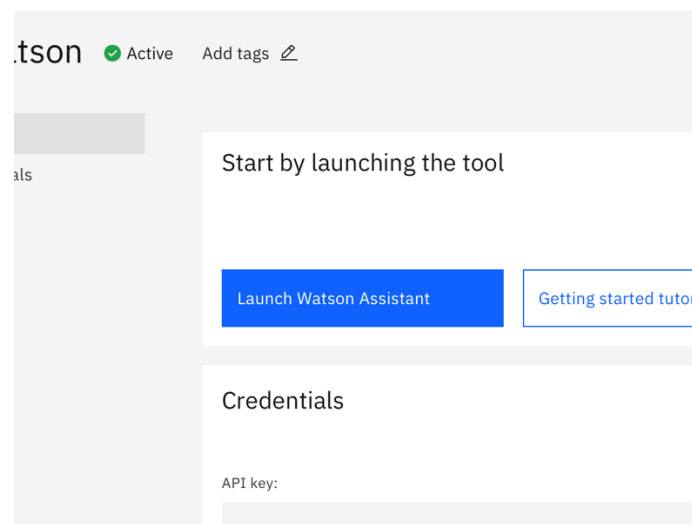 tson Active Add tags
als
Start by launching the tool
Launch Watson Assistant Getting started tutor
Credentials
API key: